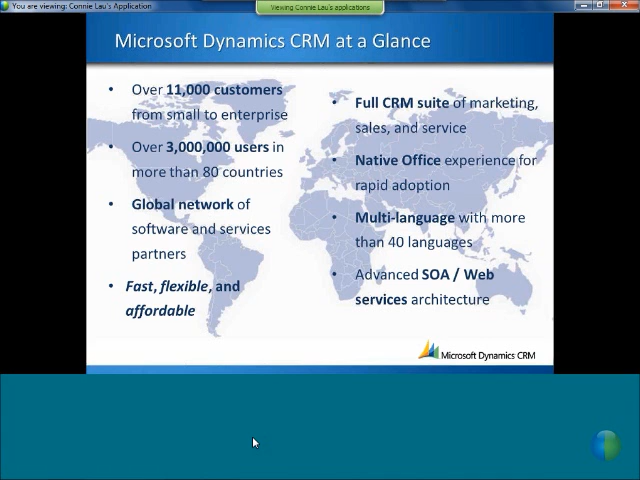 You are viewing: Connie Lau's Application
Viewing Connie Lau's applications
Microsoft Dynamics CRM at a Glance
• Over 11,000 customers
from small to enterprise
• Over 3,000,000 users in
more than 80 countries
• Global network of
software and services
partners
• Fast, flexible, and
affordable
• Full CRM suite of marketing,
sales, and service
• Native Office experience for
rapid adoption
• Multi-language with more
than 40 languages
• Advanced SOA / Web
services architecture
Microsoft Dynamics CRM